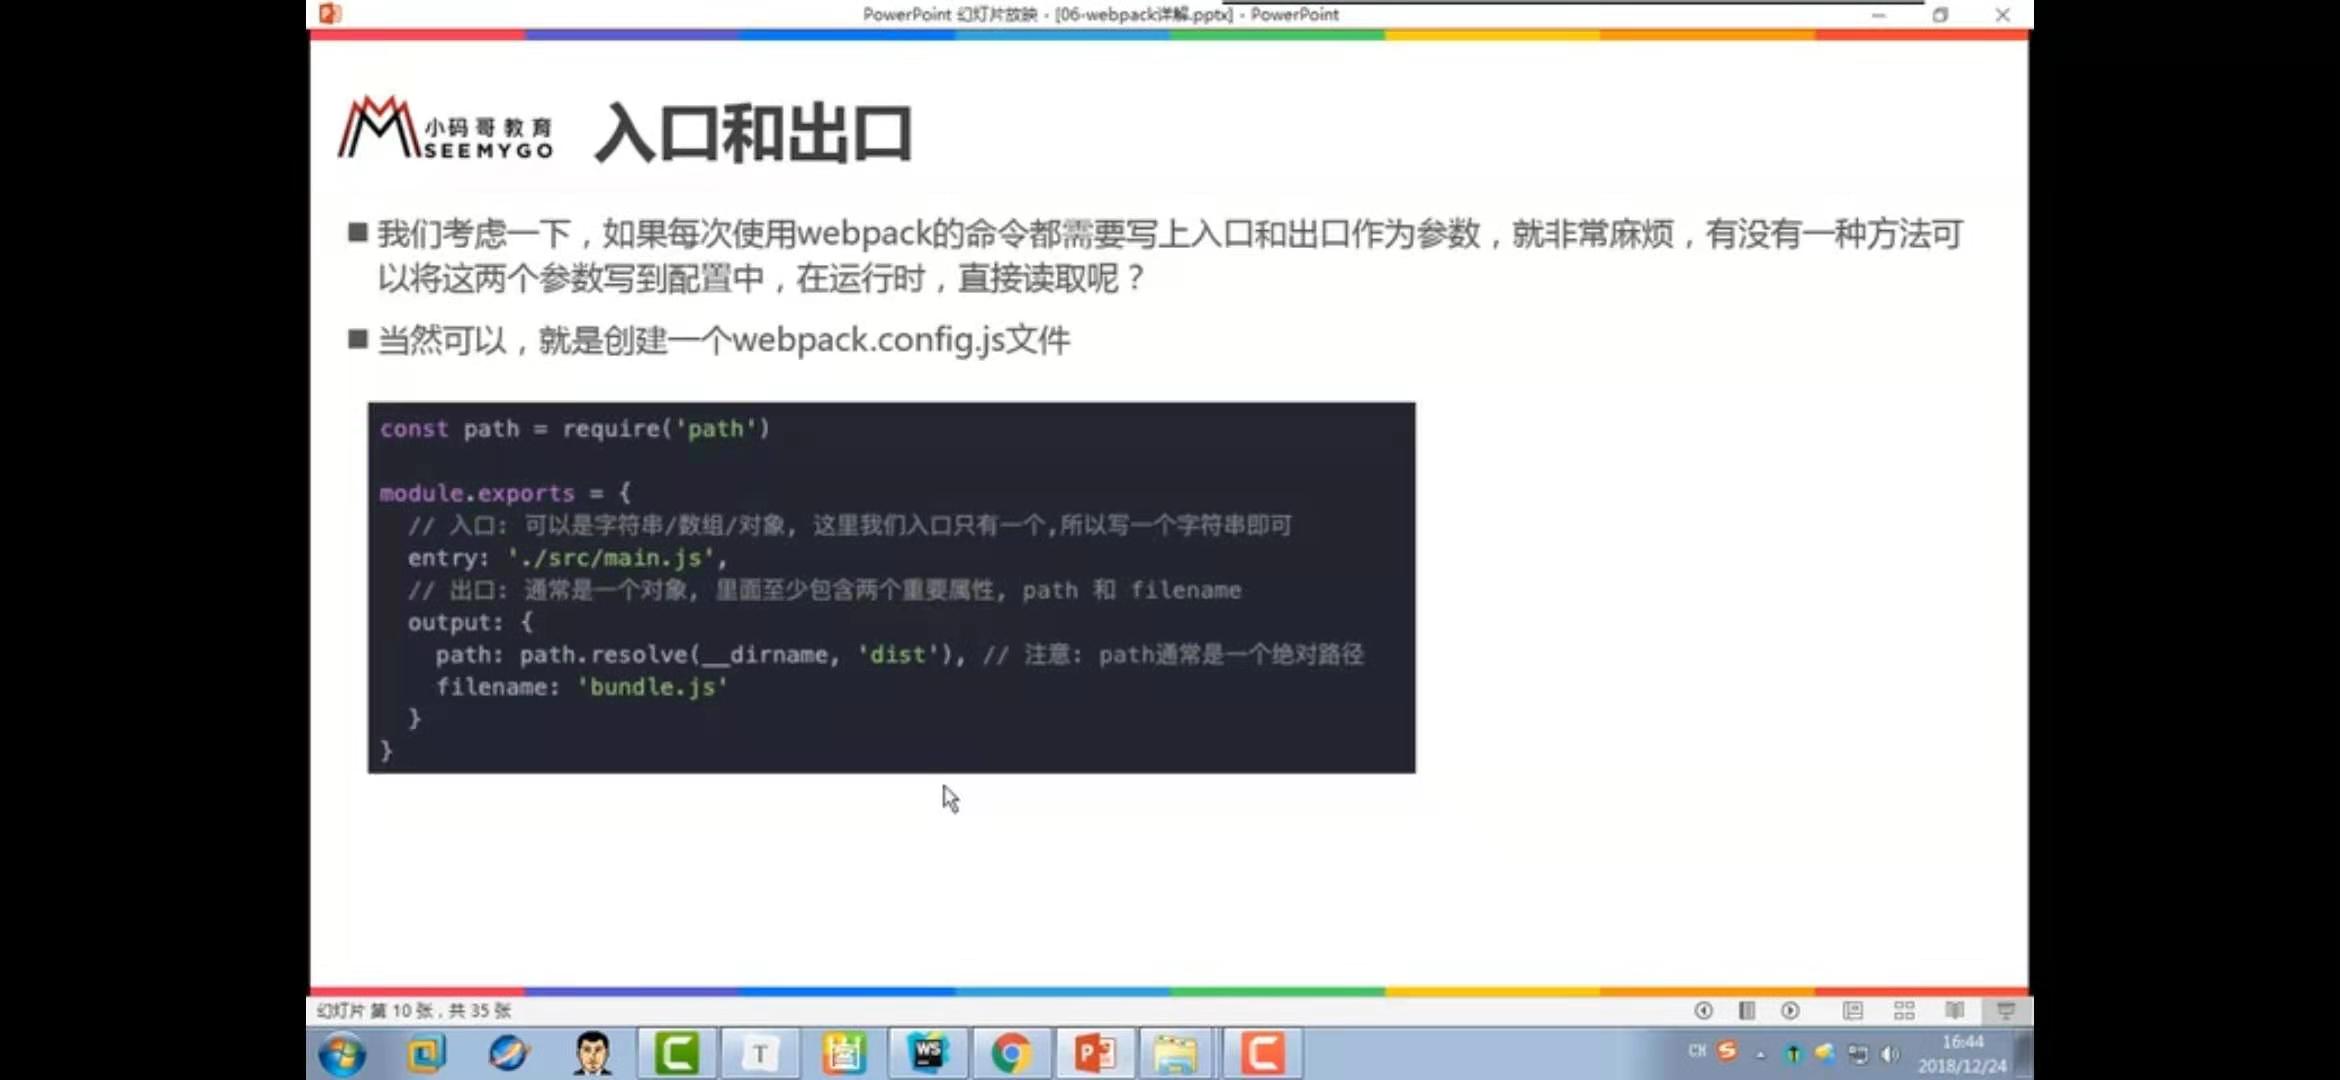 PowerPoint 幻灯片放映 - [06-webpack详解.pptx] - PowerPoint
小码哥教育
SEEMYGO
入口和出口
我们考虑一下，如果每次使用webpack的命令都需要写上入口和出口作为参数，就非常麻烦，有没有一种方法可
以将这两个参数写到配置中，在运行时，直接读取呢？
当然可以，就是创建一个webpack.config.js文件
const path = require('path')
module.exports = {
// 入口: 可以是字符串/数组/对象, 这里我们入口只有一个,所以写一个字符串即可
entry: './src/main.js',
// 出口: 通常是一个对象, 里面至少包含两个重要属性, path 和 filename
output: {
path: path.resolve(__dirname, 'dist'), // 注意: path通常是一个绝对路径
filename: 'bundle.js'
}
}
幻灯片 第 10 张，共 35 张
T
WS
CH
16:44
2018/12/24